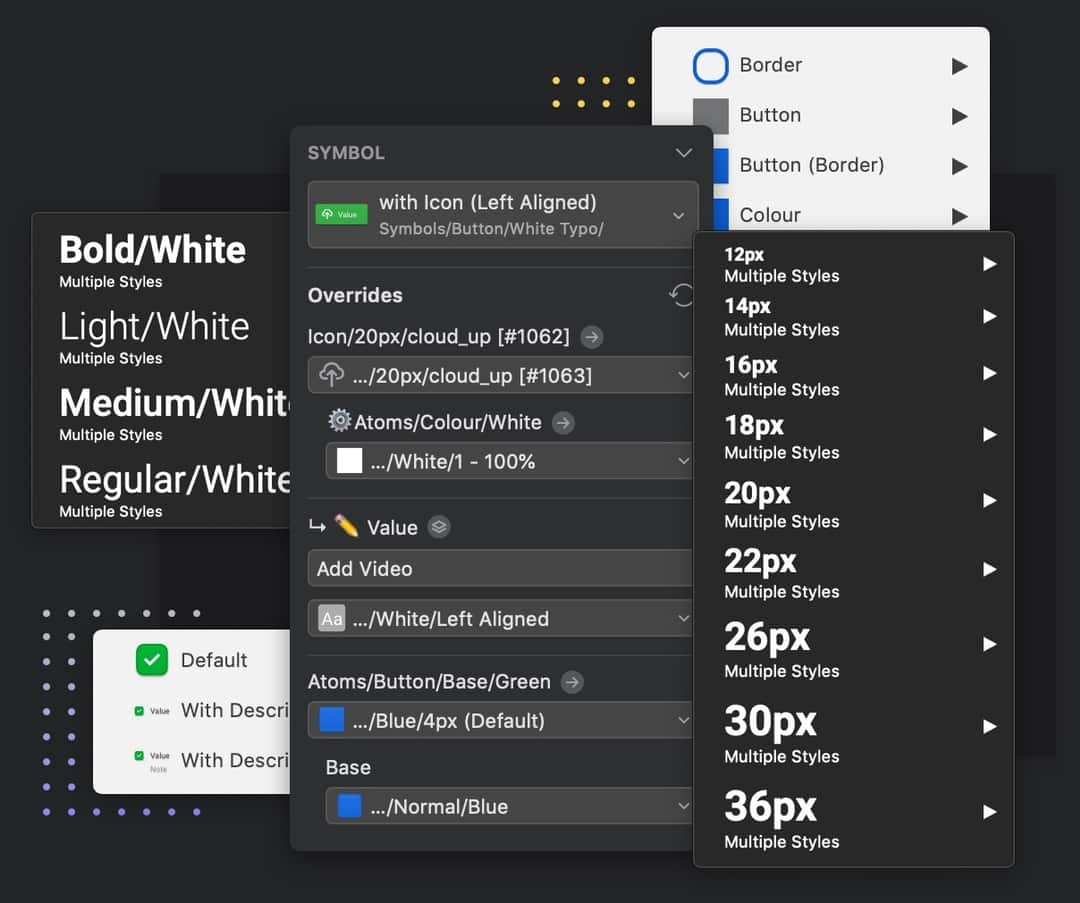 Border
Button
Button (Border)
Colour
SYMBOL
Value
with Icon (Left Aligned)
Symbols/Button/White Typo/
Overrides
Icon/20px/cloud_up [#1062]
.../20px/cloud_up [#1063]
Atoms/Colour/White
.../White/1 - 100%
Value
Add Video
Aa .../White/Left Aligned
Atoms/Button/Base/Green
.../Blue/4px (Default)
Base
.../Normal/Blue
Bold/White
Multiple Styles
Light/White
Multiple Styles
Medium/Whit
Multiple Styles
Regular/White
Multiple Styles
Default
Value With Descri
Value With Descri
Note
12px
Multiple Styles
14px
Multiple Styles
16px
Multiple Styles
18px
Multiple Styles
20px
Multiple Styles
22px
Multiple Styles
26px
Multiple Styles
30px
Multiple Styles
36px
Multiple Styles